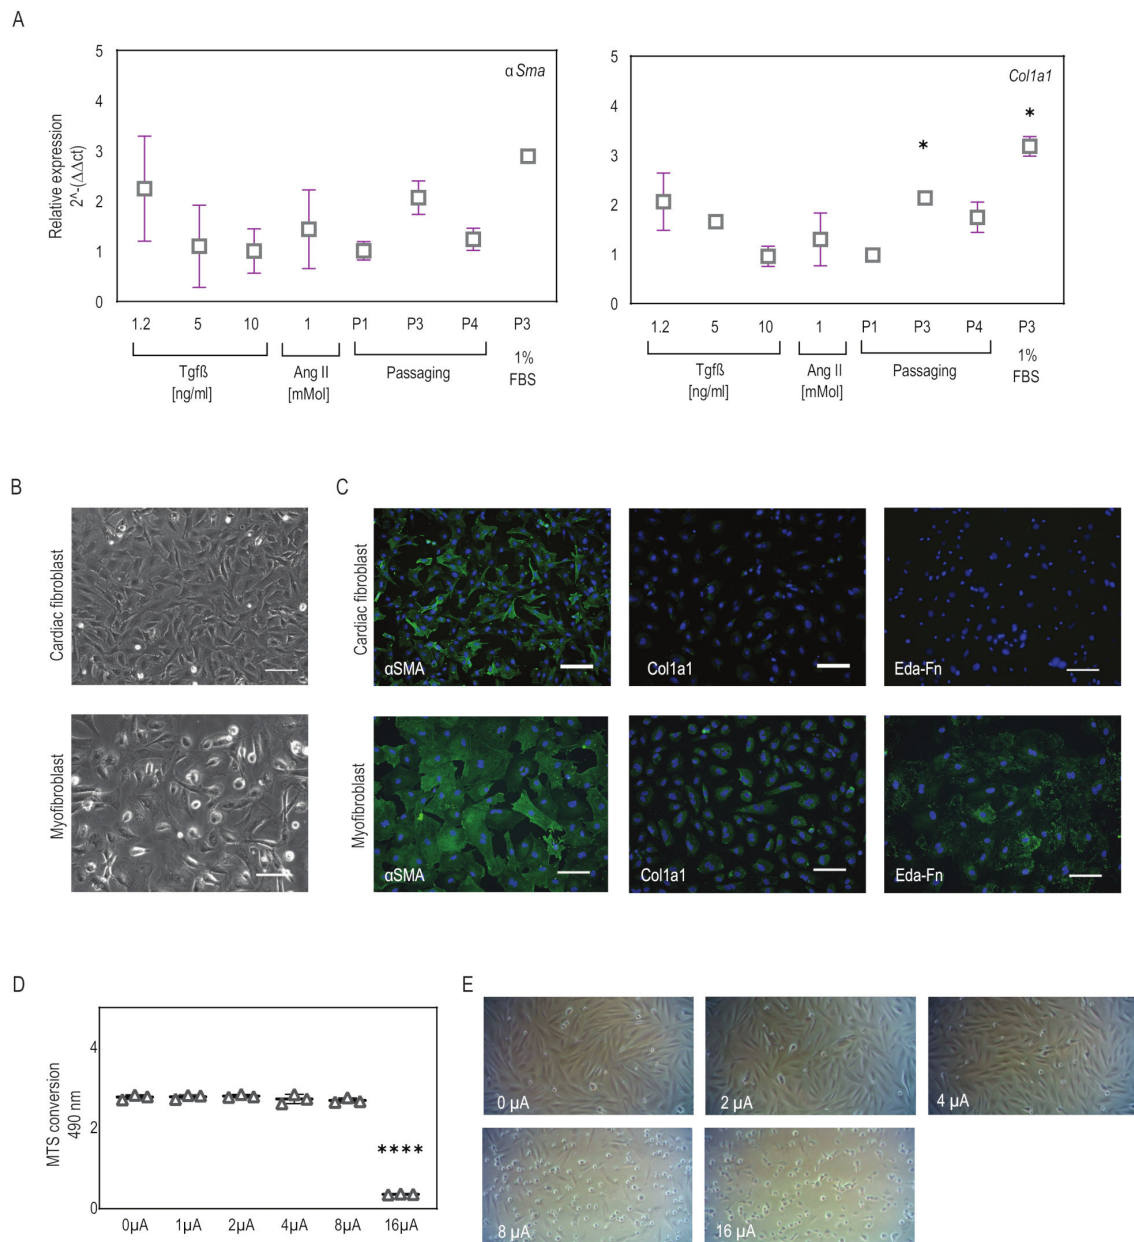 A
α Sma
Relative expression
2^-(ΔΔct)
5
4
3
2
1
0
1.2 5 10 1 P1 P3 P4 P3
Tgfß
[ng/ml]
Ang II
[mMol]
Passaging
1%
FBS
Col1a1
* *
5
4
3
2
1
0
1.2 5 10 1 P1 P3 P4 P3
Tgfß
[ng/ml]
Ang II
[mMol]
Passaging
1%
FBS
B
Cardiac fibroblast
Myofibroblast
C
Cardiac fibroblast
αSMA
Col1a1
Eda-Fn
Myofibroblast
αSMA
Col1a1
Eda-Fn
D
MTS conversion
490 nm
4
2
0
****
0µA 1µA 2µA 4µA 8µA 16µA
E
0 µA
2 µA
4 µA
8 µA
16 µA